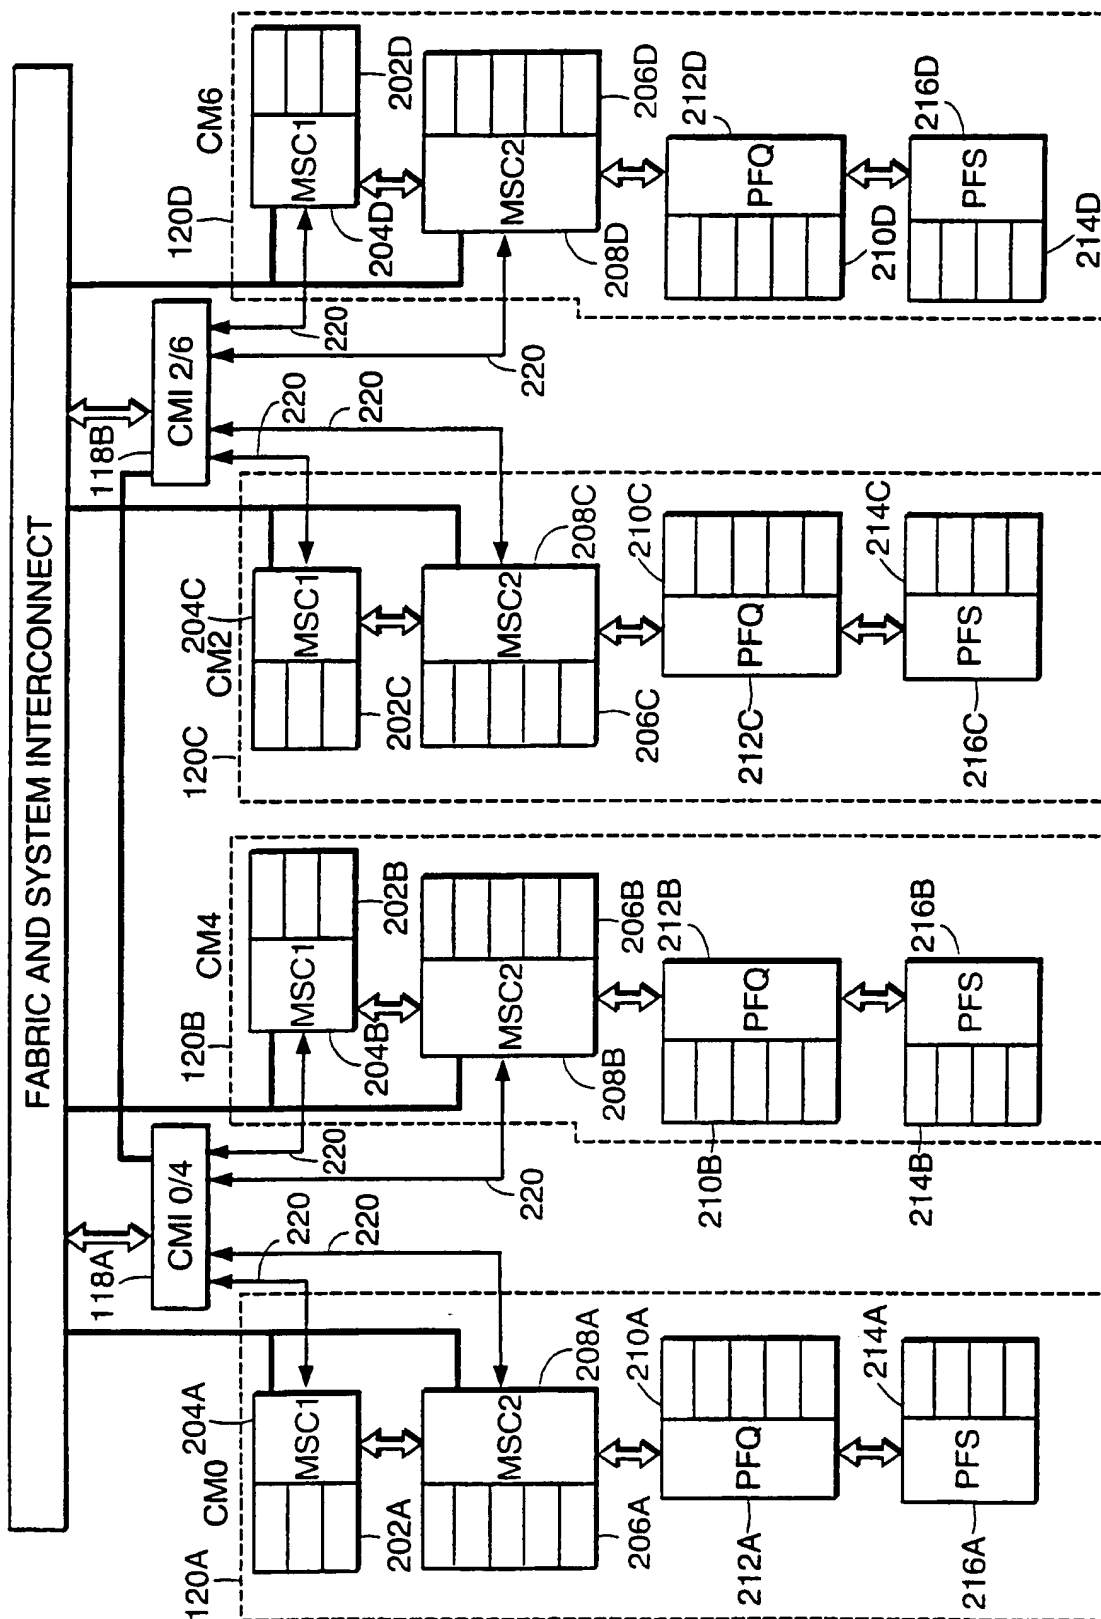 FABRIC AND SYSTEM INTERCONNECT
118A
CMI 0/4
118B
CMI 2/6
120A
CM0
204A
MSC1
202A
220
220
MSC2
208A
206A
210A
PFQ
212A
214A
PFS
216A
120B
CM4
MSC1
204B
202B
220
220
MSC2
208B
206B
212B
PFQ
210B
216B
PFS
214B
120C
CM2
204C
MSC1
202C
220
220
MSC2
208C
206C
210C
PFQ
212C
214C
PFS
216C
120D
CM6
MSC1
204D
202D
220
220
MSC2
208D
206D
212D
PFQ
210D
216D
PFS
214D